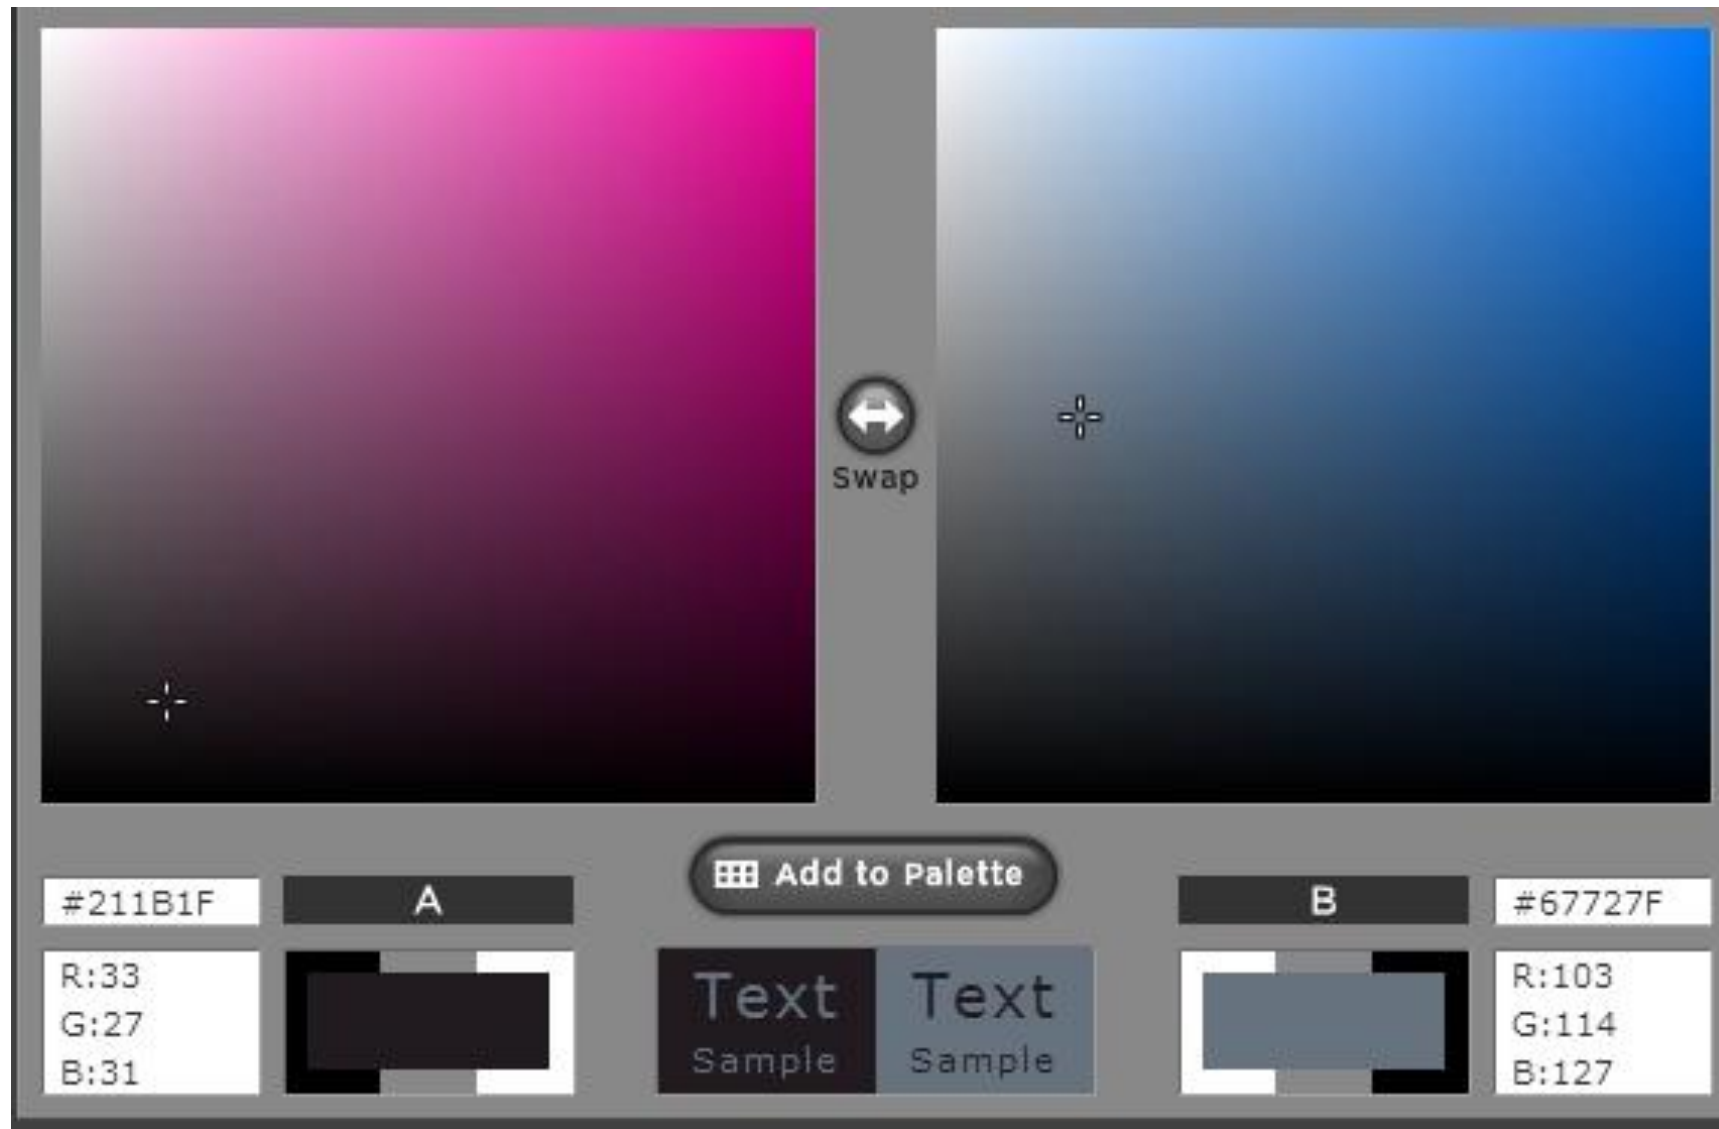 Swap
Add to Palette
#211B1F
A
B
#67727F
R:33
G:27
B:31
Text
Sample
Text
Sample
R:103
G:114
B:127